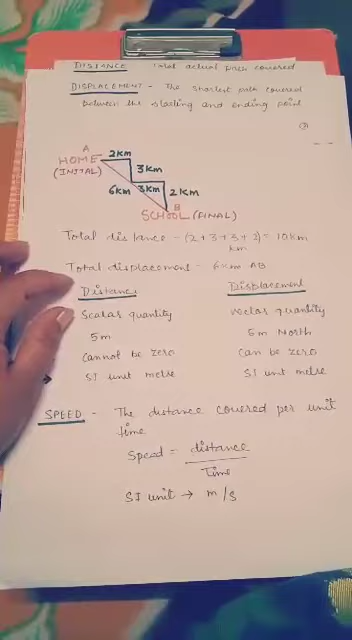 DISTANCE - Total actual path covered
DISPLACEMENT - The shortest path covered
between the starting and ending point
A
2km
HOME
(INITAL)
3km
6km 3km 2km
B
SCHOOL (FINAL)
Total distance - (2+3+3+2) = 10km
km
Total displacement - 6km AB
Distance Displacement
Scalar quantity Vector quantity
5m 5m North
Cannot be zero Can be zero
SI unit metre SI unit metre
SPEED - The distance covered per unit
time
Speed = distance
Time
SI unit → m/s